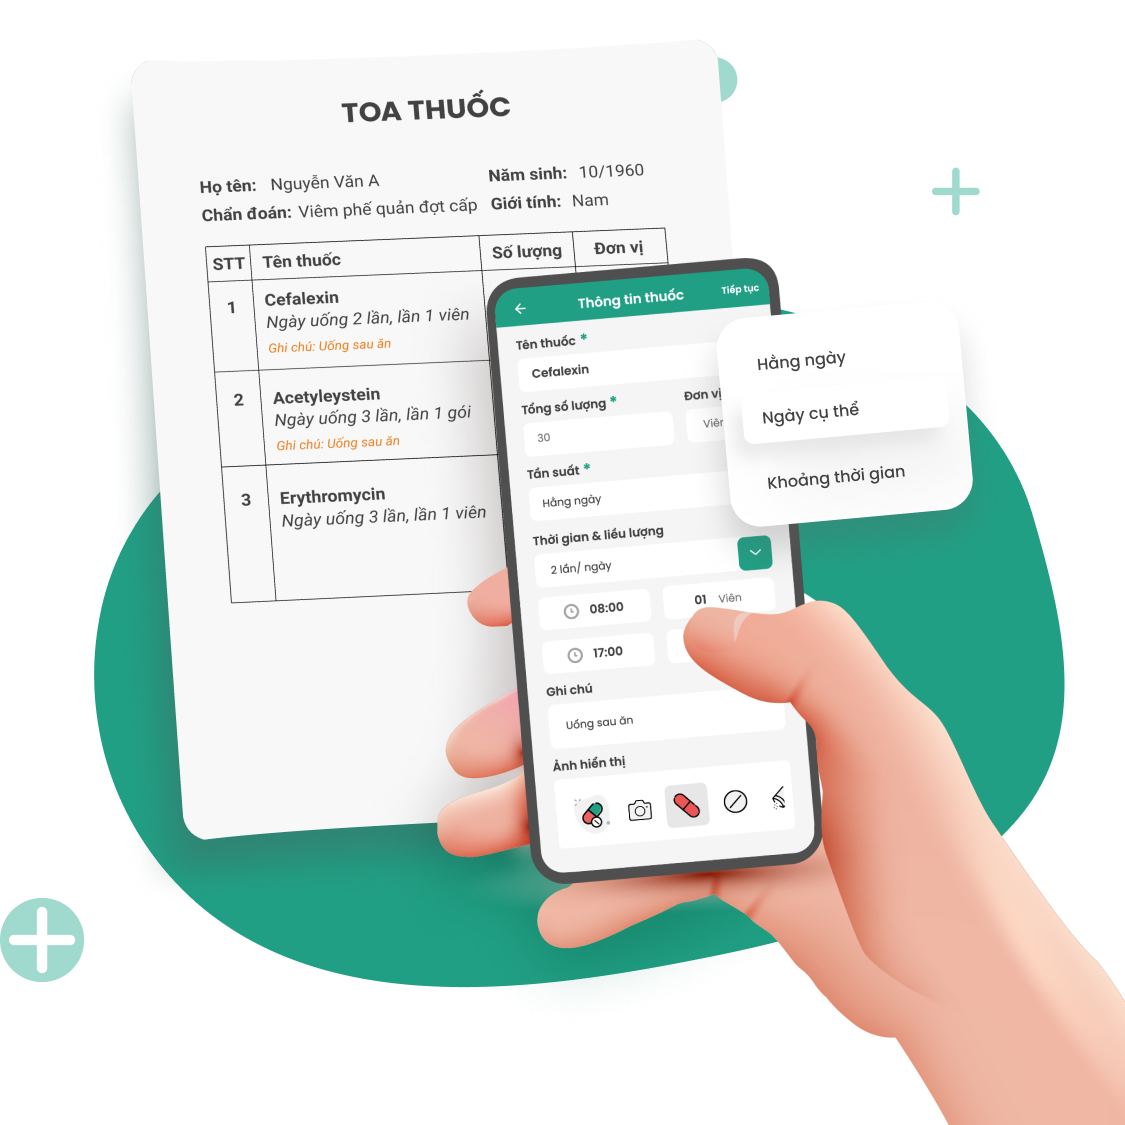 TOA THUỐC
Họ tên: Nguyễn Văn A
Năm sinh: 10/1960
Chẩn đoán: Viêm phế quản đợt cấp
Giới tính: Nam
STT Tên thuốc Số lượng Đơn vị
1 Cefalexin
Ngày uống 2 lần, lần 1 viên
Ghi chú: Uống sau ăn
2 Acetyleystein
Ngày uống 3 lần, lần 1 gói
Ghi chú: Uống sau ăn
3 Erythromycin
Ngày uống 3 lần, lần 1 viên
Thông tin thuốc Tiếp tục
Tên thuốc *
Cefalexin
Tổng số lượng * Đơn vị
30 Viên
Tần suất *
Hằng ngày
Thời gian & liều lượng
2 lần/ ngày
08:00 01 Viên
17:00
Ghi chú
Uống sau ăn
Ảnh hiển thị
Hằng ngày
Ngày cụ thể
Khoảng thời gian